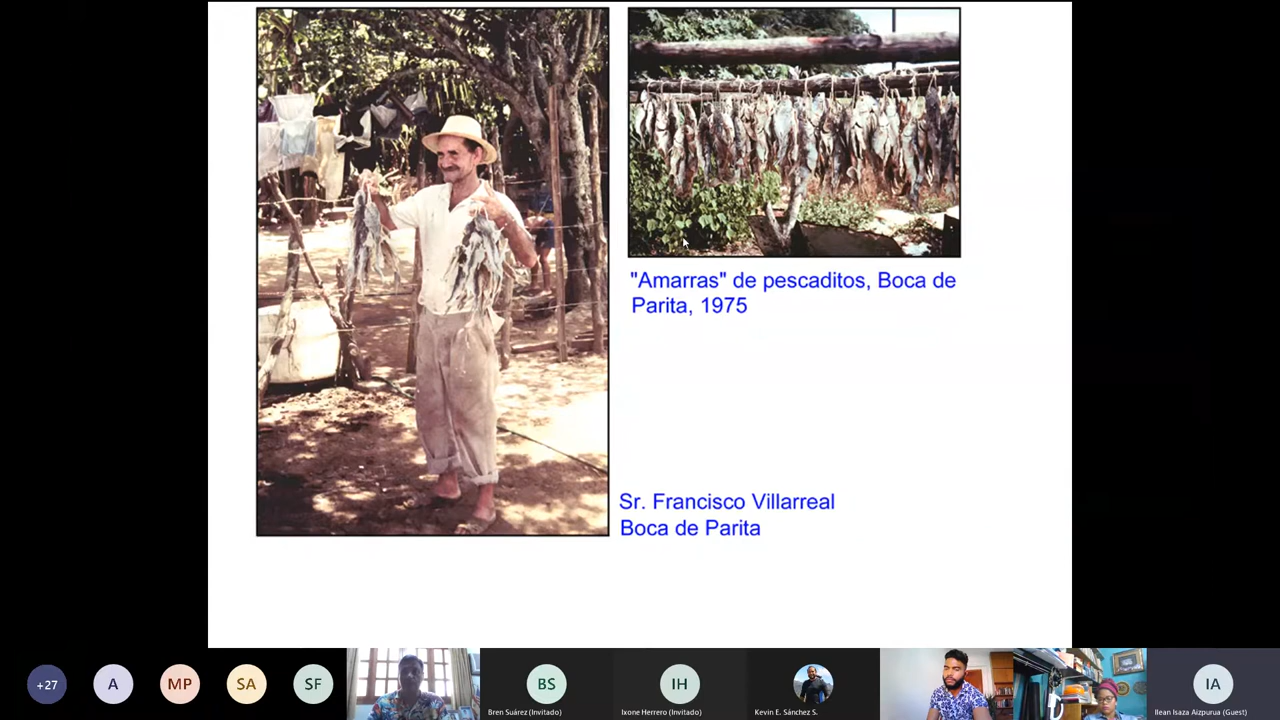 "Amarras" de pescaditos, Boca de
Parita, 1975
Sr. Francisco Villarreal
Boca de Parita
+27
A
MP
SA
SF
BS
Bren Suárez (Invitado)
IH
Ixone Herrero (Invitado)
Kevin E. Sánchez S.
IA
Ilean Isaza Aizpurua (Guest)